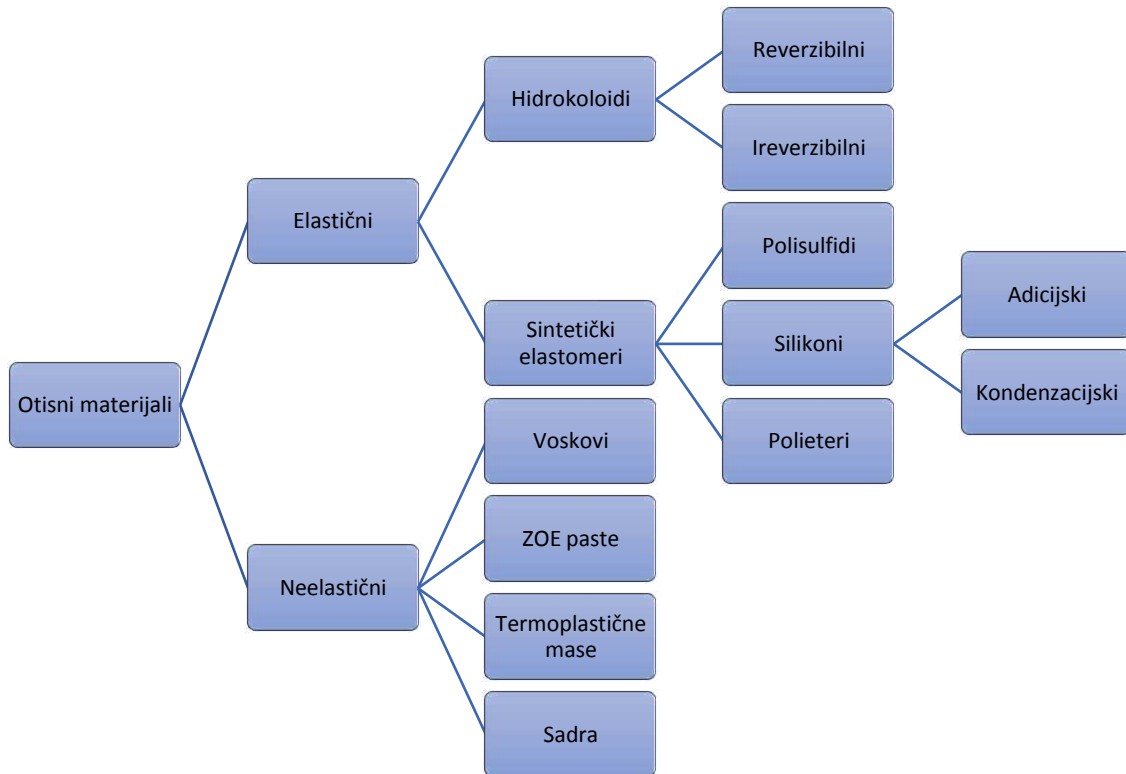 Otisni materijali
Elastični
Hidrokoloidi
Reverzibilni
Ireverzibilni
Sintetički
elastomeri
Polisulfidi
Silikoni
Adicijski
Kondenzacijski
Polieteri
Neelastični
Voskovi
ZOE paste
Termoplastične
mase
Sadra